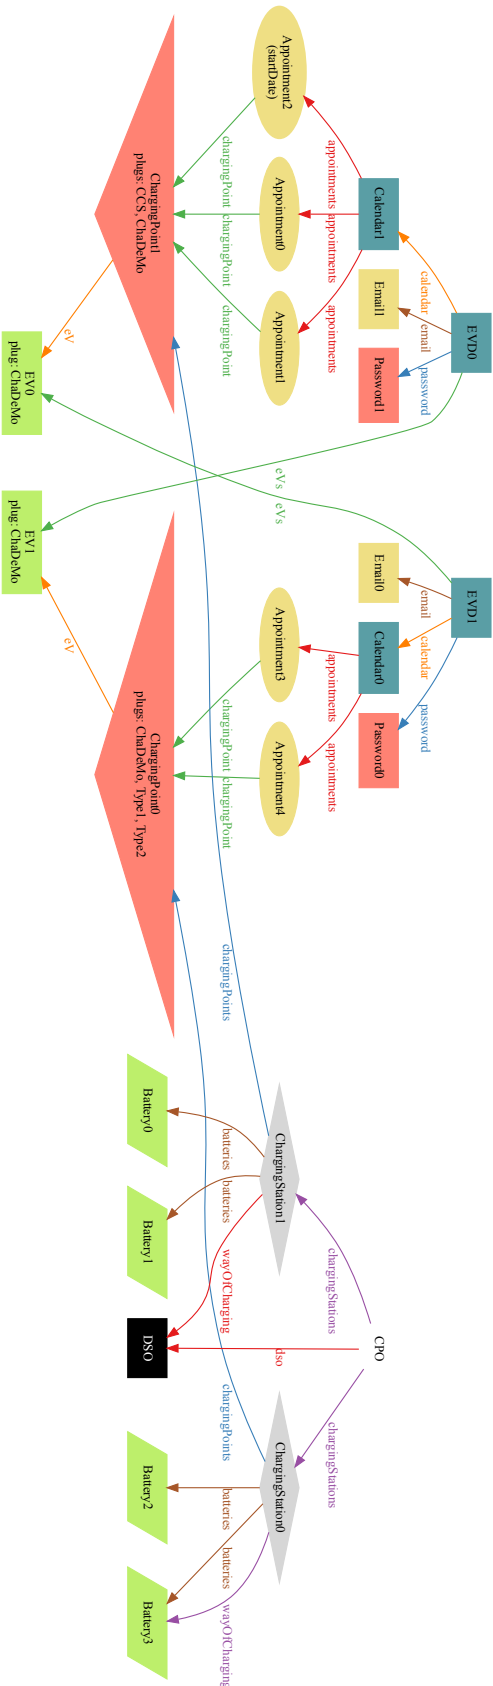 EVD0
EVD1
calendar
email
password
email
calendar
password
Calendar1
Email1
Password1
Email0
Calendar0
Password0
CPO
appointments
appointments
appointments
eVs
eVs
appointments
appointments
chargingStations
dso
chargingStations
Appointment2
(startDate)
Appointment0
Appointment1
Appointment3
Appointment4
ChargingStation1
ChargingStation0
chargingPoint
chargingPoint
chargingPoint
chargingPoint
chargingPoint
chargingPoints
batteries
batteries
wayOfCharging
chargingPoints
batteries
batteries
wayOfCharging
ChargingPoint1
plugs: CCS, ChaDeMo
ChargingPoint0
plugs: ChaDeMo, Type1, Type2
Battery0
Battery1
DSO
Battery2
Battery3
eV
eV
EV0
plug: ChaDeMo
EV1
plug: ChaDeMo